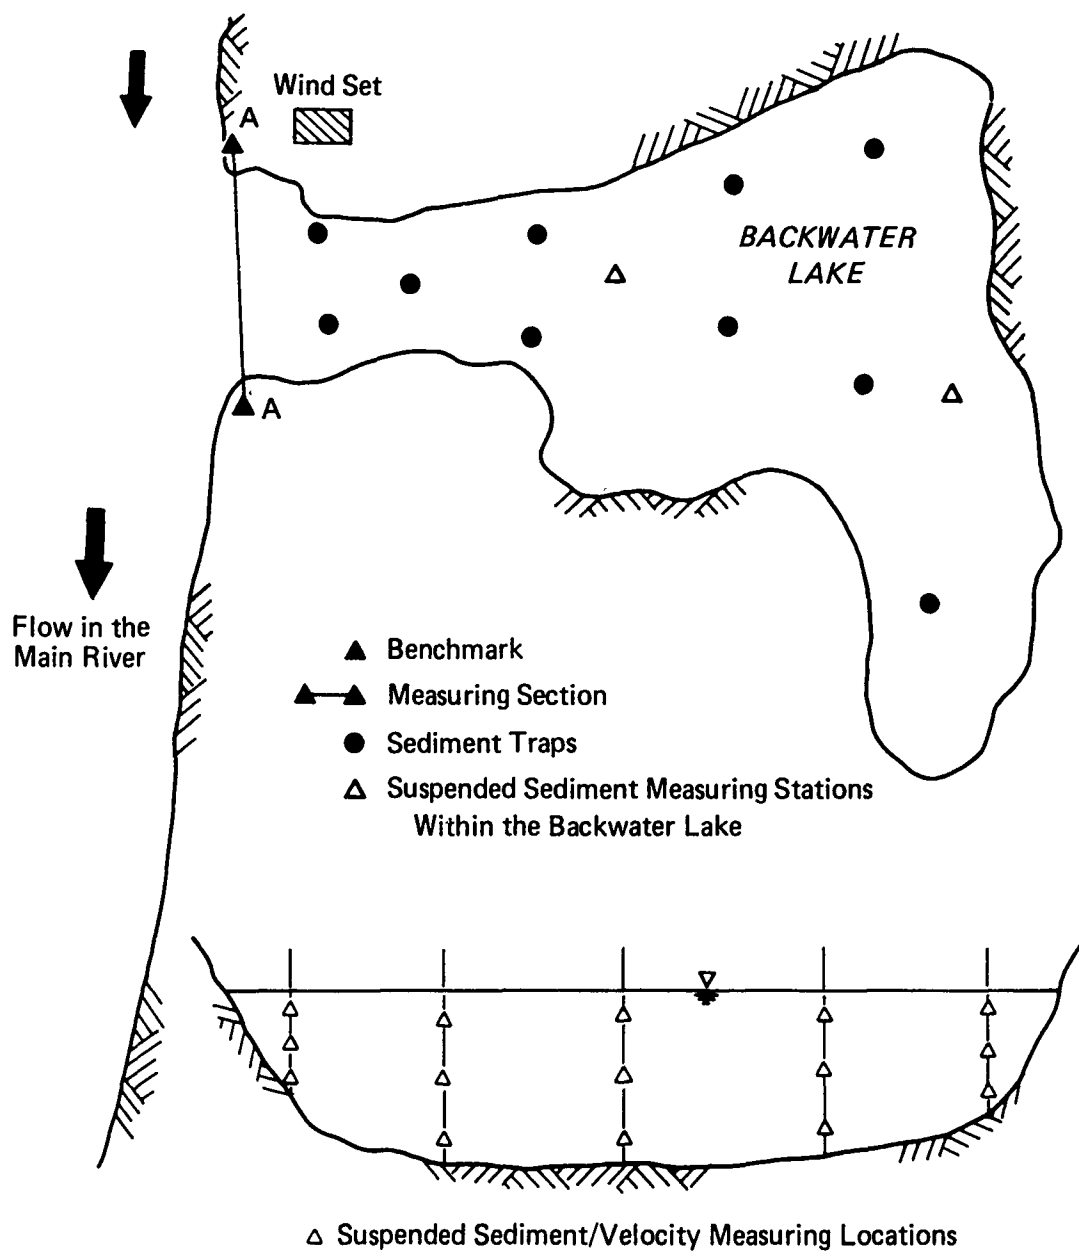 Wind Set
A
BACKWATER
LAKE
A
Flow in the
Main River
Benchmark
Measuring Section
Sediment Traps
Suspended Sediment Measuring Stations
Within the Backwater Lake
Suspended Sediment/Velocity Measuring Locations